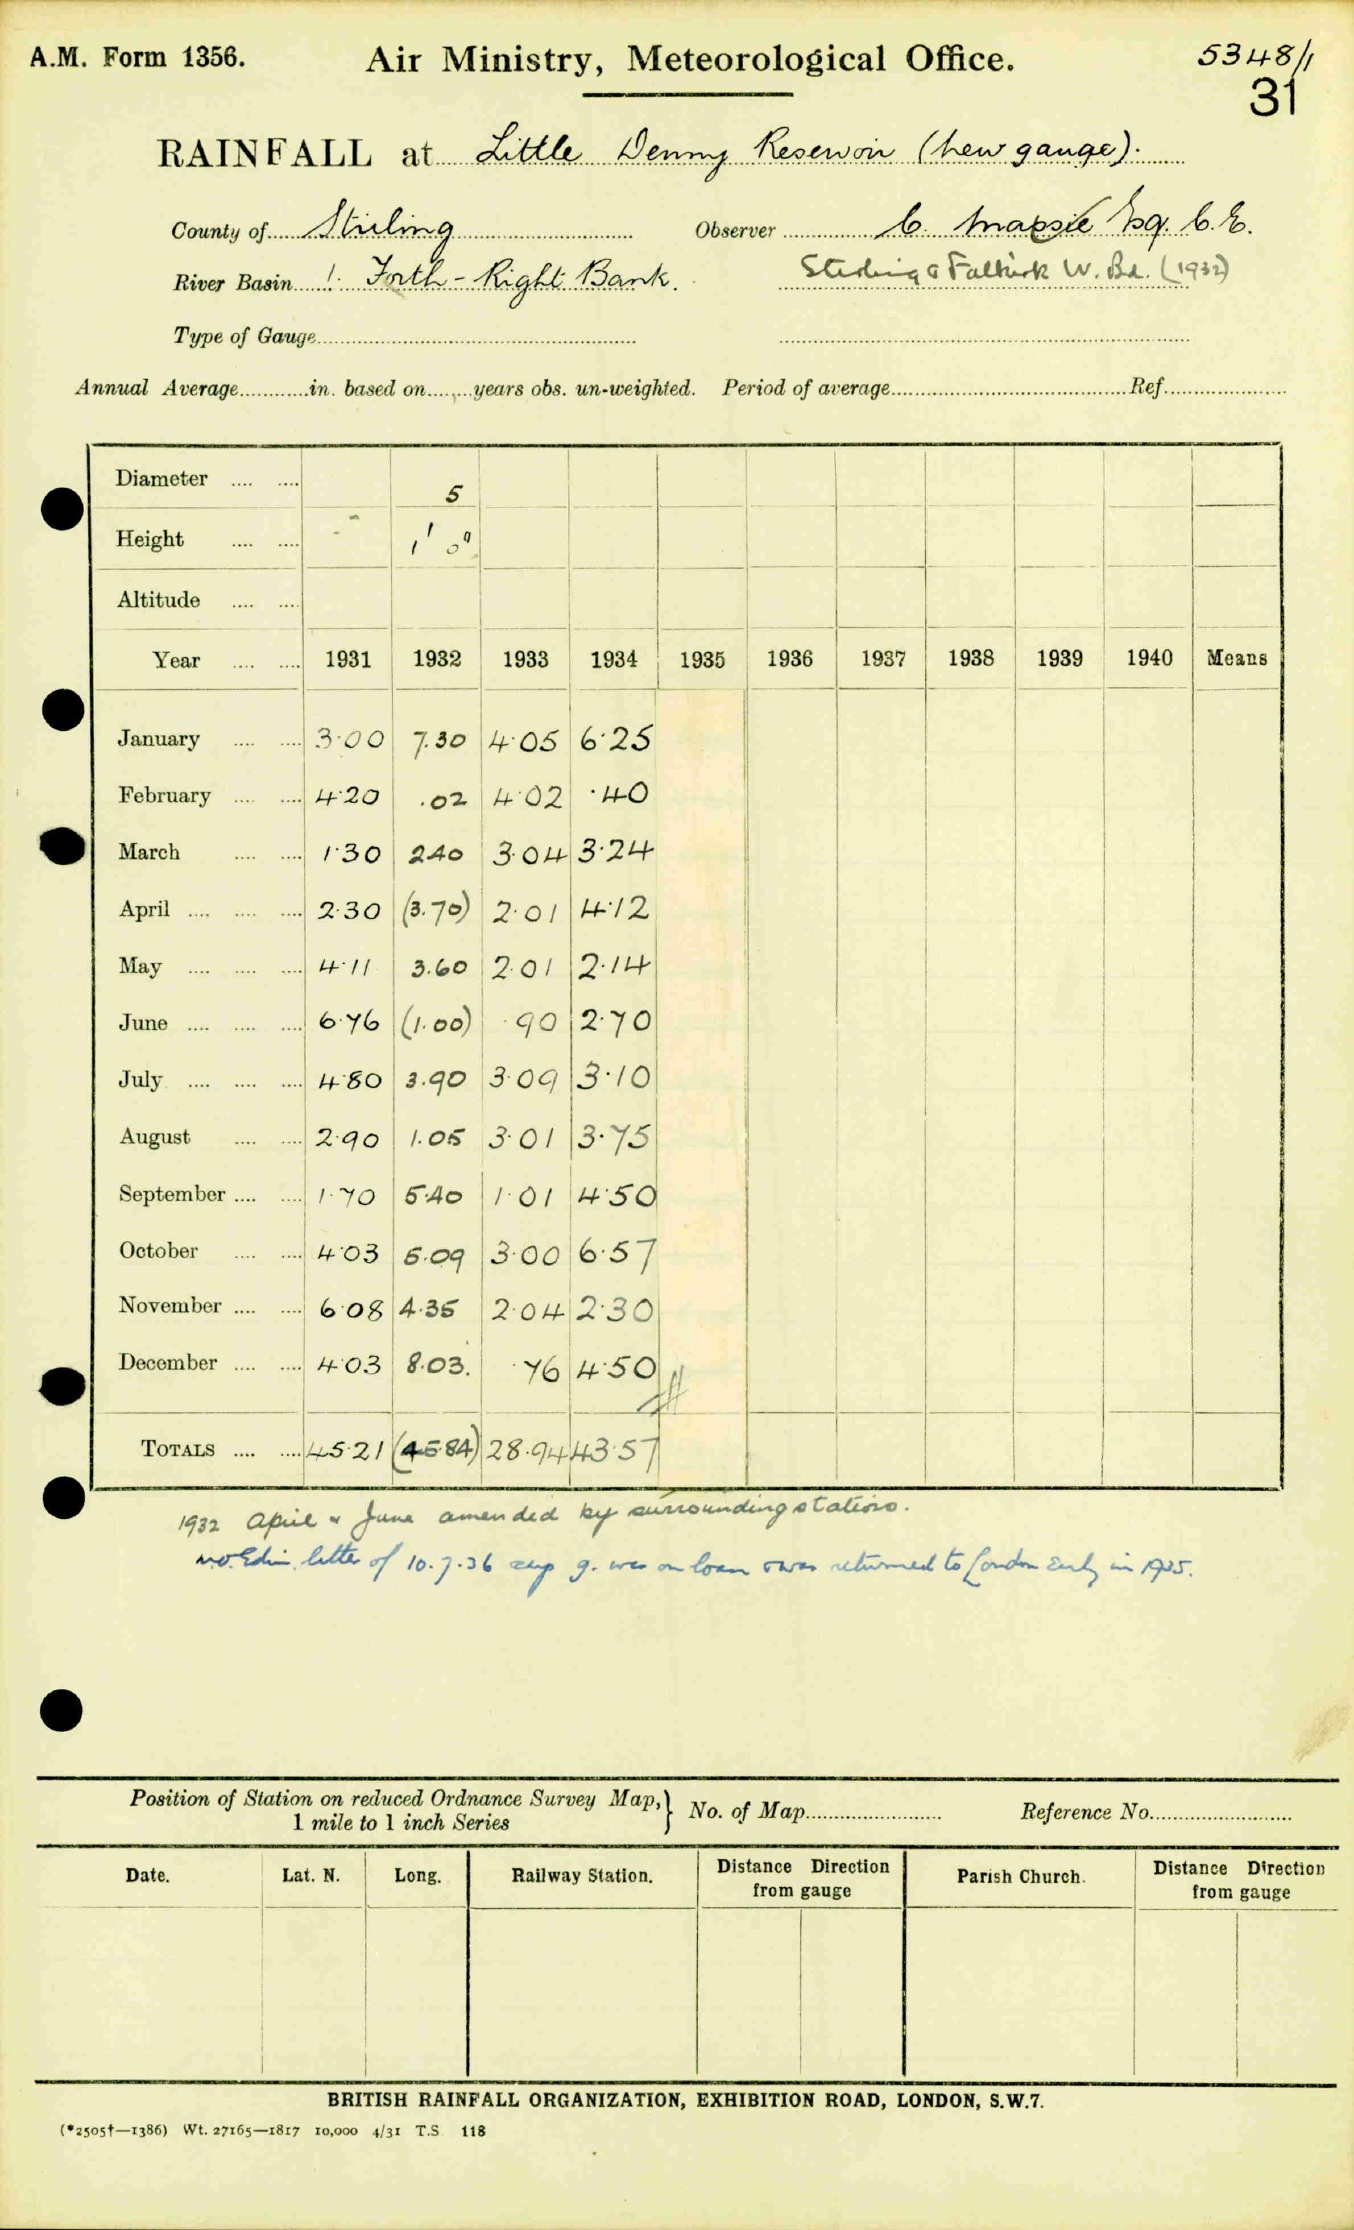 A.M. Form 1356. Air Ministry, Meteorological Office. 5348/1
31
RAINFALL at Little Denny Reservoir (new gauge).
County of Stirling Observer C. Massie Esq. C.E.
River Basin 1. Forth - Right Bank. Stirling & Falkirk W. Bd. (1932)
Type of Gauge
Annual Average in. based on years obs. un-weighted. Period of average Ref.
Diameter 5
Height 1' 0"
Altitude
Year 1931 1932 1933 1934 1935 1936 1937 1938 1939 1940 Means
January 3·00 7.30 4·05 6·25
February 4·20 .02 4·02 ·40
March 1·30 2.40 3·04 3·24
April 2·30 (3.70) 2·01 4·12
May 4·11 3.60 2·01 2·14
June 6·76 (1.00) ·90 2·70
July 4·80 3.90 3·09 3·10
August 2·90 1.05 3·01 3·75
September 1·70 5.40 1·01 4·50
October 4·03 5.09 3·00 6·57
November 6·08 4.35 2·04 2·30
December 4·03 8.03. ·76 4·50
TOTALS 45·21 (45.84) 28·94 43·57
1932 April & June amended by surrounding stations.
M.O. Edin. letter of 10.7.36 says g. was on loan & was returned to London early in 1935.
Position of Station on reduced Ordnance Survey Map, } No. of Map Reference No.
1 mile to 1 inch Series
Date. Lat. N. Long. Railway Station. Distance Direction from gauge Parish Church. Distance Direction from gauge
BRITISH RAINFALL ORGANIZATION, EXHIBITION ROAD, LONDON, S.W.7.
(*2505†—1386) Wt. 27165—1817 10,000 4/31 T.S. 118